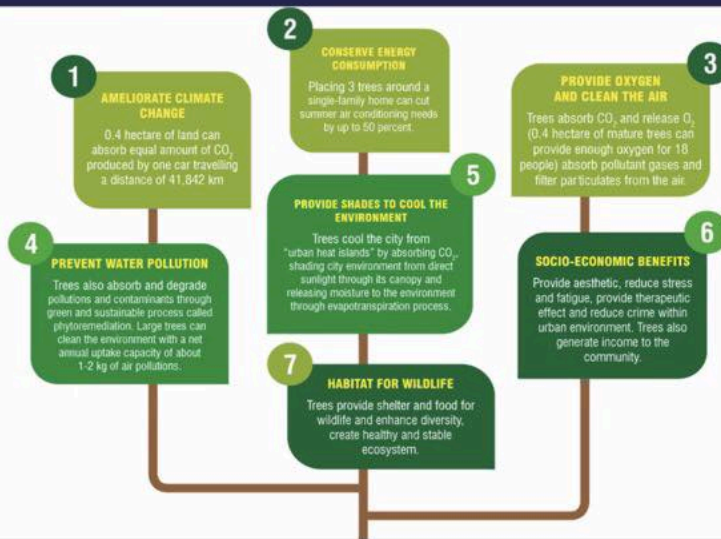 1
AMELIORATE CLIMATE
CHANGE
0.4 hectare of land can
absorb equal amount of CO₂
produced by one car travelling
a distance of 41,842 km
2
CONSERVE ENERGY
CONSUMPTION
Placing 3 trees around a
single-family home can cut
summer air conditioning needs
by up to 50 percent.
3
PROVIDE OXYGEN
AND CLEAN THE AIR
Trees absorb CO₂ and release O₂
(0.4 hectare of mature trees can
provide enough oxygen for 18
people) absorb pollutant gases and
filter particulates from the air.
4
PREVENT WATER POLLUTION
Trees also absorb and degrade
pollutions and contaminants through
green and sustainable process called
phytoremediation. Large trees can
clean the environment with a net
annual uptake capacity of about
1-2 kg of air pollutions.
5
PROVIDE SHADES TO COOL THE
ENVIRONMENT
Trees cool the city from
"urban heat islands" by absorbing CO₂,
shading city environment from direct
sunlight through its canopy and
releasing moisture to the environment
through evapotranspiration process.
6
SOCIO-ECONOMIC BENEFITS
Provide aesthetic, reduce stress
and fatigue, provide therapeutic
effect and reduce crime within
urban environment. Trees also
generate income to the
community.
7
HABITAT FOR WILDLIFE
Trees provide shelter and food for
wildlife and enhance diversity,
create healthy and stable
ecosystem.